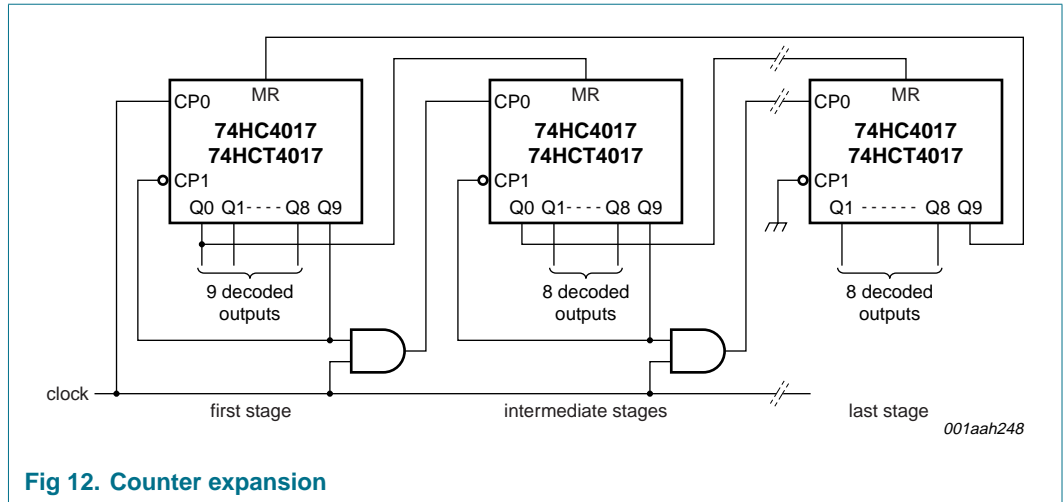 MR
CP0
74HC4017
74HCT4017
CP1
Q0 Q1 - - - - Q8 Q9
9 decoded
outputs
MR
CP0
74HC4017
74HCT4017
CP1
Q0 Q1 - - - - Q8 Q9
8 decoded
outputs
MR
CP0
74HC4017
74HCT4017
CP1
Q1 - - - - - - Q8 Q9
8 decoded
outputs
clock
first stage
intermediate stages
last stage
001aah248
Fig 12. Counter expansion